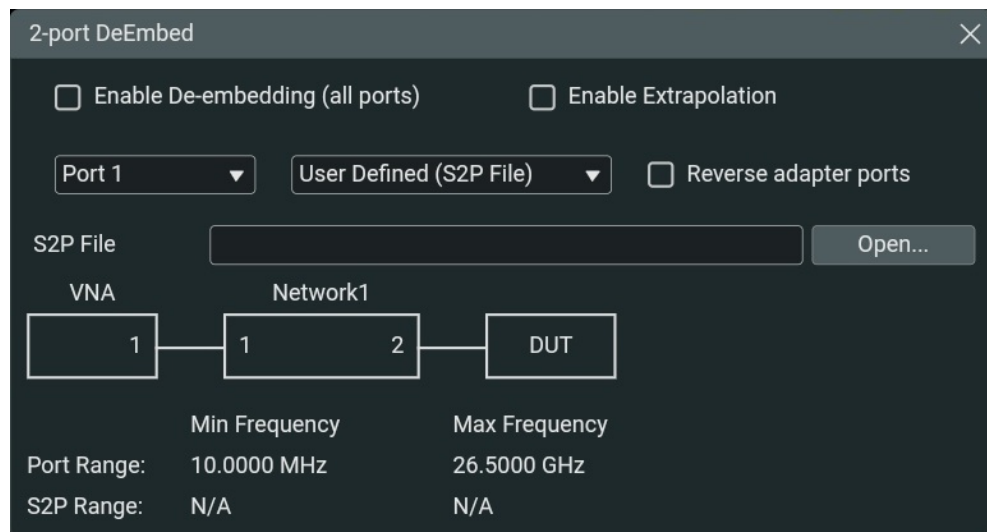 2-port DeEmbed
Enable De-embedding (all ports) Enable Extrapolation
Port 1 User Defined (S2P File) Reverse adapter ports
S2P File Open...
VNA Network1
1 1 2 DUT
Min Frequency Max Frequency
Port Range: 10.0000 MHz 26.5000 GHz
S2P Range: N/A N/A